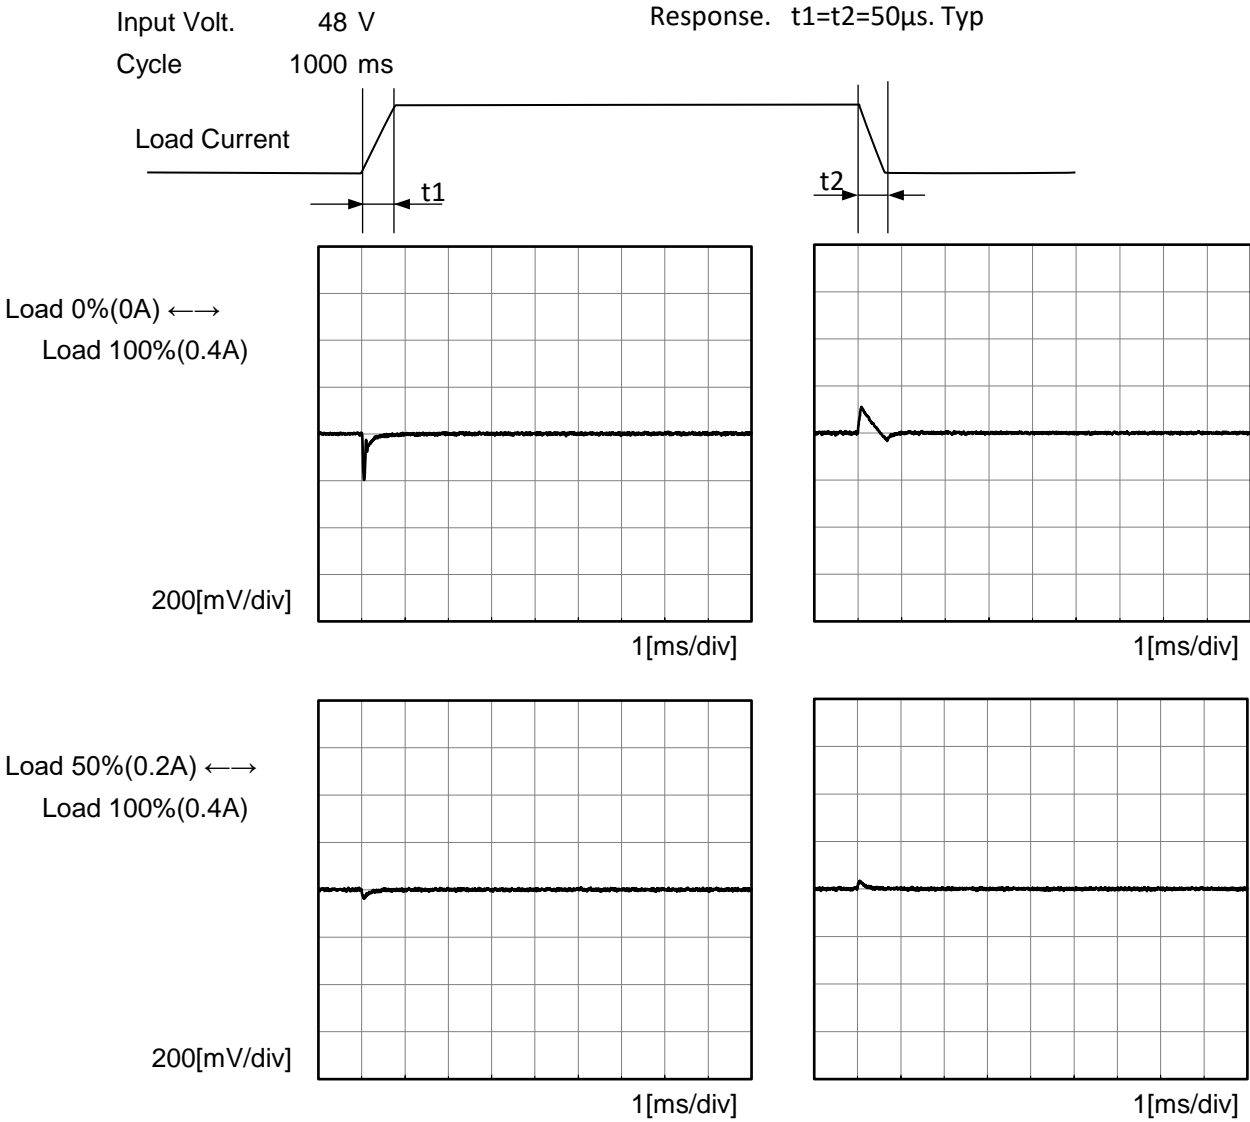 Input Volt. 48 V
Response. t1=t2=50µs. Typ
Cycle 1000 ms
Load Current
t1
t2
Load 0%(0A) ←→
Load 100%(0.4A)
200[mV/div]
1[ms/div]
1[ms/div]
Load 50%(0.2A) ←→
Load 100%(0.4A)
200[mV/div]
1[ms/div]
1[ms/div]